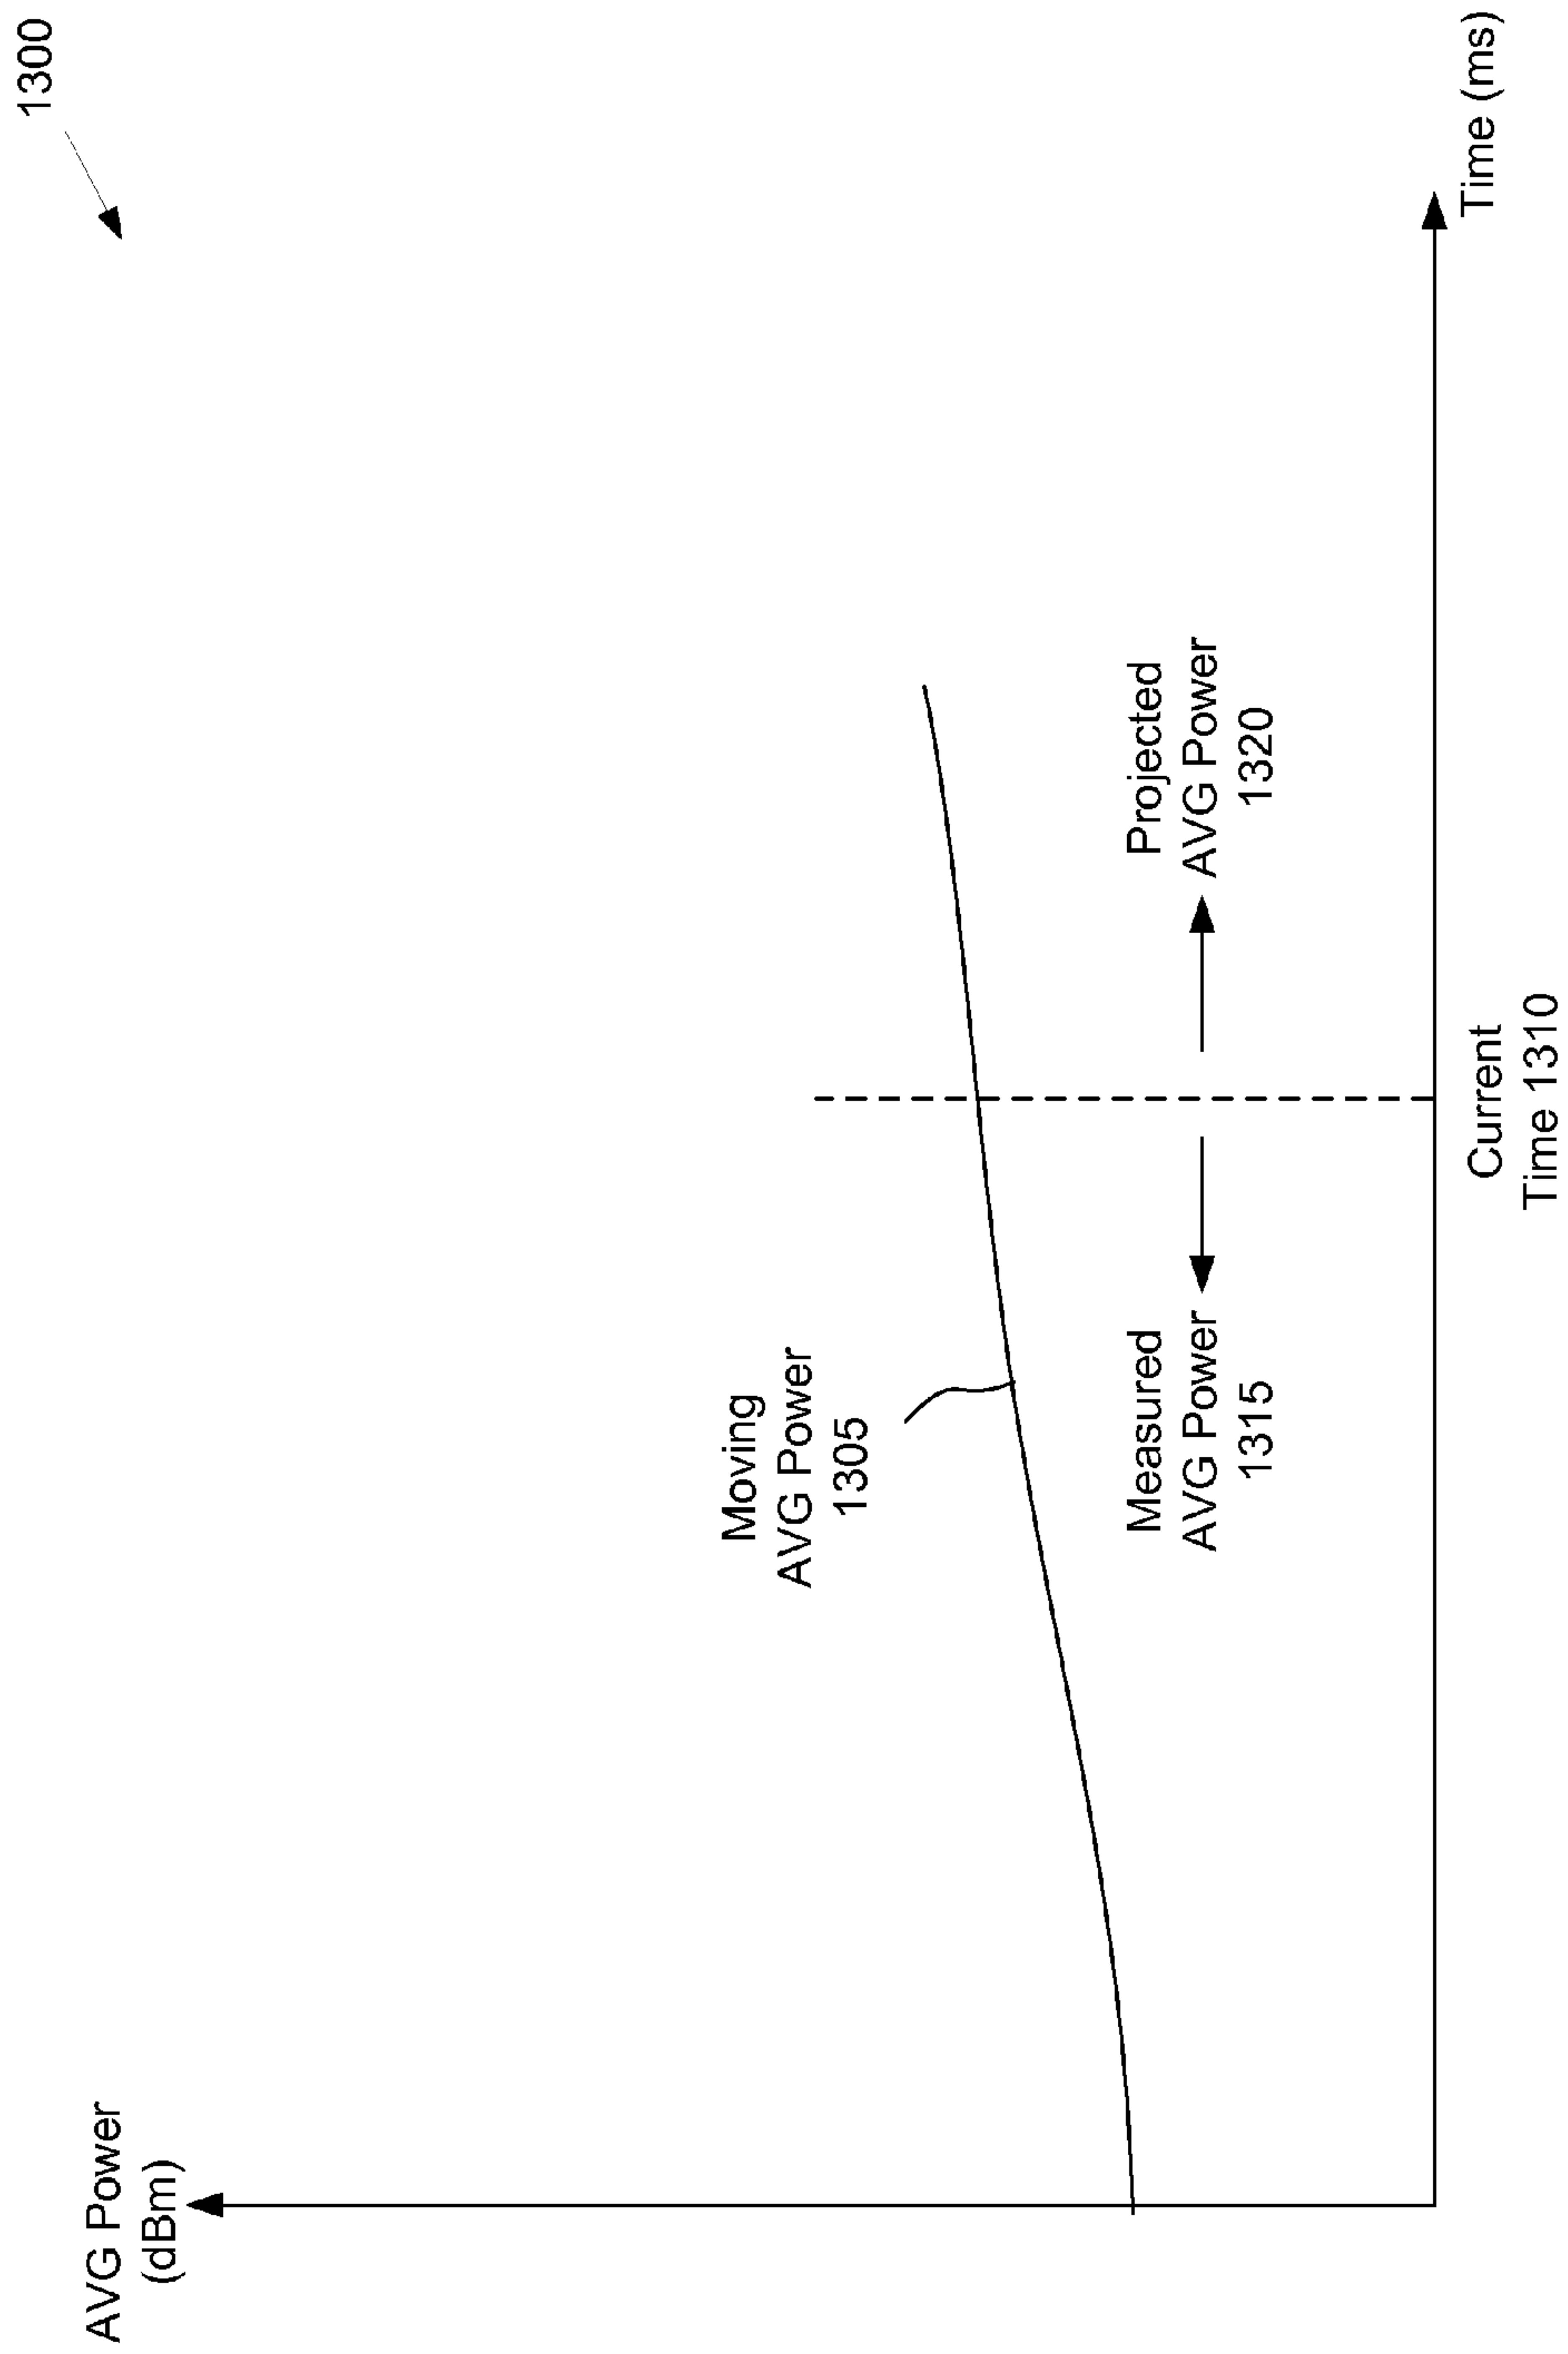 1300
AVG Power
(dBm)
Moving
AVG Power
1305
Measured
AVG Power
1315
Projected
AVG Power
1320
Current
Time 1310
Time (ms)